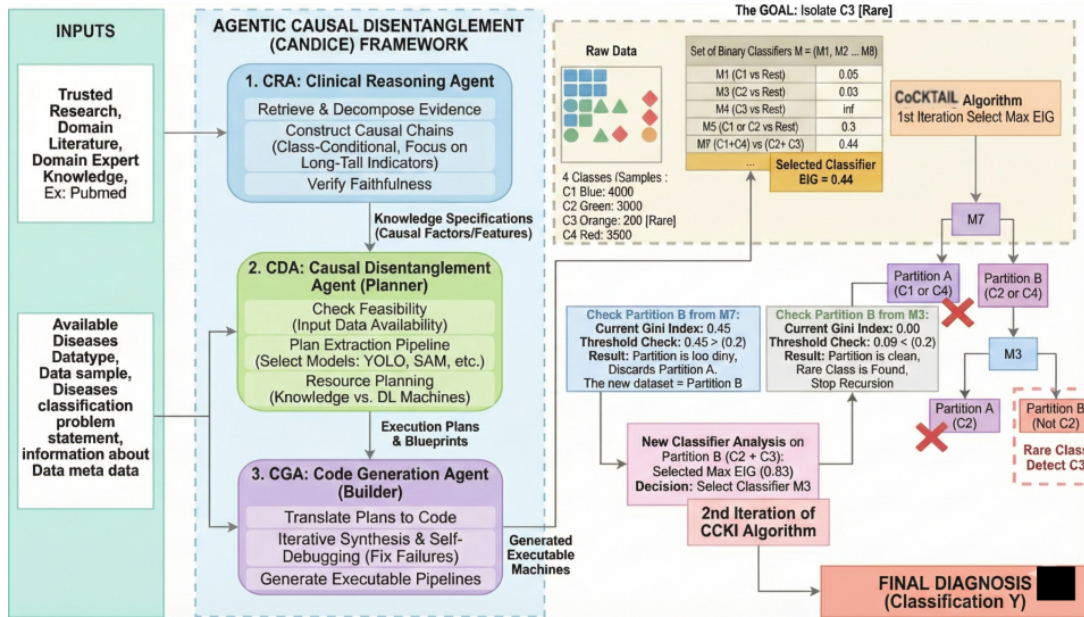 INPUTS
Trusted
Research,
Domain
Literature,
Domain Expert
Knowledge,
Ex: Pubmed
Available
Diseases
Datatype,
Data sample,
Diseases
classification
problem
statement,
information about
Data meta data
AGENTIC CAUSAL DISENTANGLEMENT
(CANDICE) FRAMEWORK
1. CRA: Clinical Reasoning Agent
Retrieve & Decompose Evidence
Construct Causal Chains
(Class-Conditional, Focus on
Long-Tall Indicators)
Verify Faithfulness
Knowledge Specifications
(Causal Factors/Features)
2. CDA: Causal Disentanglement
Agent (Planner)
Check Feasibility
(Input Data Availability)
Plan Extraction Pipeline
(Select Models: YOLO, SAM, etc.)
Resource Planning
(Knowledge vs. DL Machines)
Execution Plans
& Blueprints
3. CGA: Code Generation Agent
(Builder)
Translate Plans to Code
Iterative Synthesis & Self-
Debugging (Fix Failures)
Generate Executable Pipelines
Generated
Executable
Machines
The GOAL: Isolate C3 [Rare]
Raw Data
4 Classes (Samples :
C1 Blue: 4000
C2 Green: 3000
C3 Orange: 200 [Rare]
C4 Red: 3500
Set of Binary Classifiers M = (M1, M2 ... M8)
M1 (C1 vs Rest) 0.05
M3 (C2 vs Rest) 0.03
M4 (C3 vs Rest) inf
M5 (C1 or C2 vs Rest) 0.3
M7 (C1+C4) vs (C2+ C3) 0.44
...
Selected Classifier
EIG = 0.44
CoCKTAIL Algorithm
1st Iteration Select Max EIG
M7
Partition A
(C1 or C4)
Partition B
(C2 or C4)
M3
Partition A
(C2)
Partition B
(Not C2)
Rare Class
Detect C3
Check Partition B from M7:
Current Gini Index: 0.45
Threshold Check: 0.45 > (0.2)
Result: Partition is loo diny,
Discards Partition A.
The new dataset = Partition B
Check Partition B from M3:
Current Gini Index: 0.00
Threshold Check: 0.09 < (0.2)
Result: Partition is clean,
Rare Class is Found,
Stop Recursion
New Classifier Analysis on
Partition B (C2 + C3):
Selected Max EIG (0.83)
Decision: Select Classifier M3
2nd Iteration of
CCKI Algorithm
FINAL DIAGNOSIS
(Classification Y)